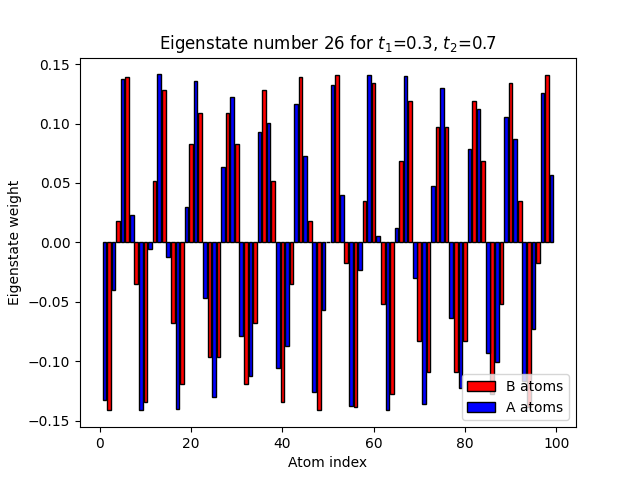 Eigenstate number 26 for t₁=0.3, t₂=0.7
Eigenstate weight
0.15
0.10
0.05
0.00
−0.05
−0.10
−0.15
B atoms
A atoms
0 20 40 60 80 100
Atom index